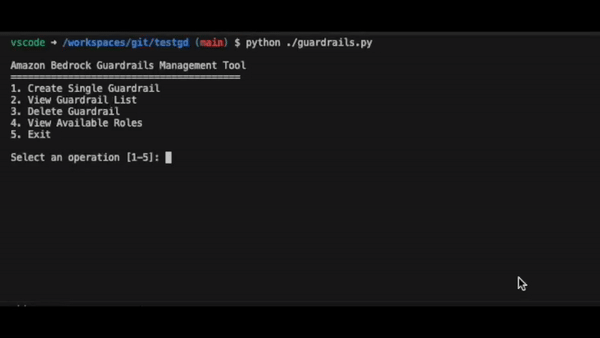 vscode ➜ /workspaces/git/testgd (main) $ python ./guardrails.py
Amazon Bedrock Guardrails Management Tool
========================================
1. Create Single Guardrail
2. View Guardrail List
3. Delete Guardrail
4. View Available Roles
5. Exit
Select an operation [1-5]: